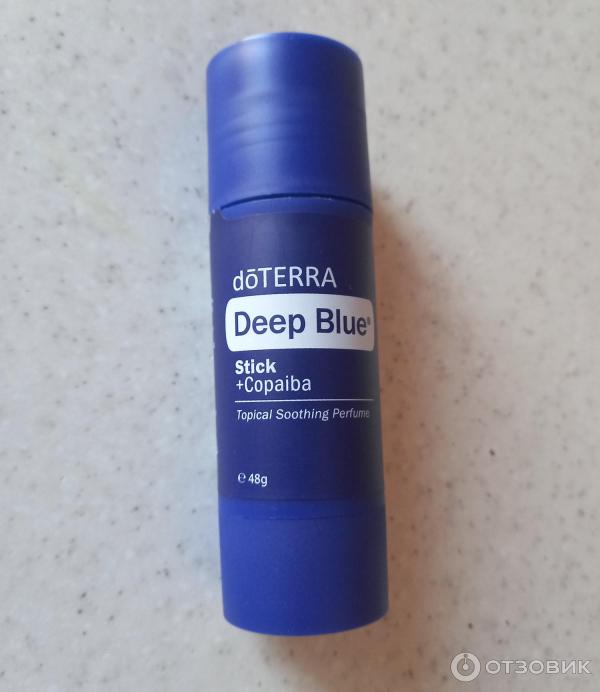 dōTERRA
Deep Blue®
Stick
+Copaiba
Topical Soothing Perfume
℮ 48g
ОТЗОВИК